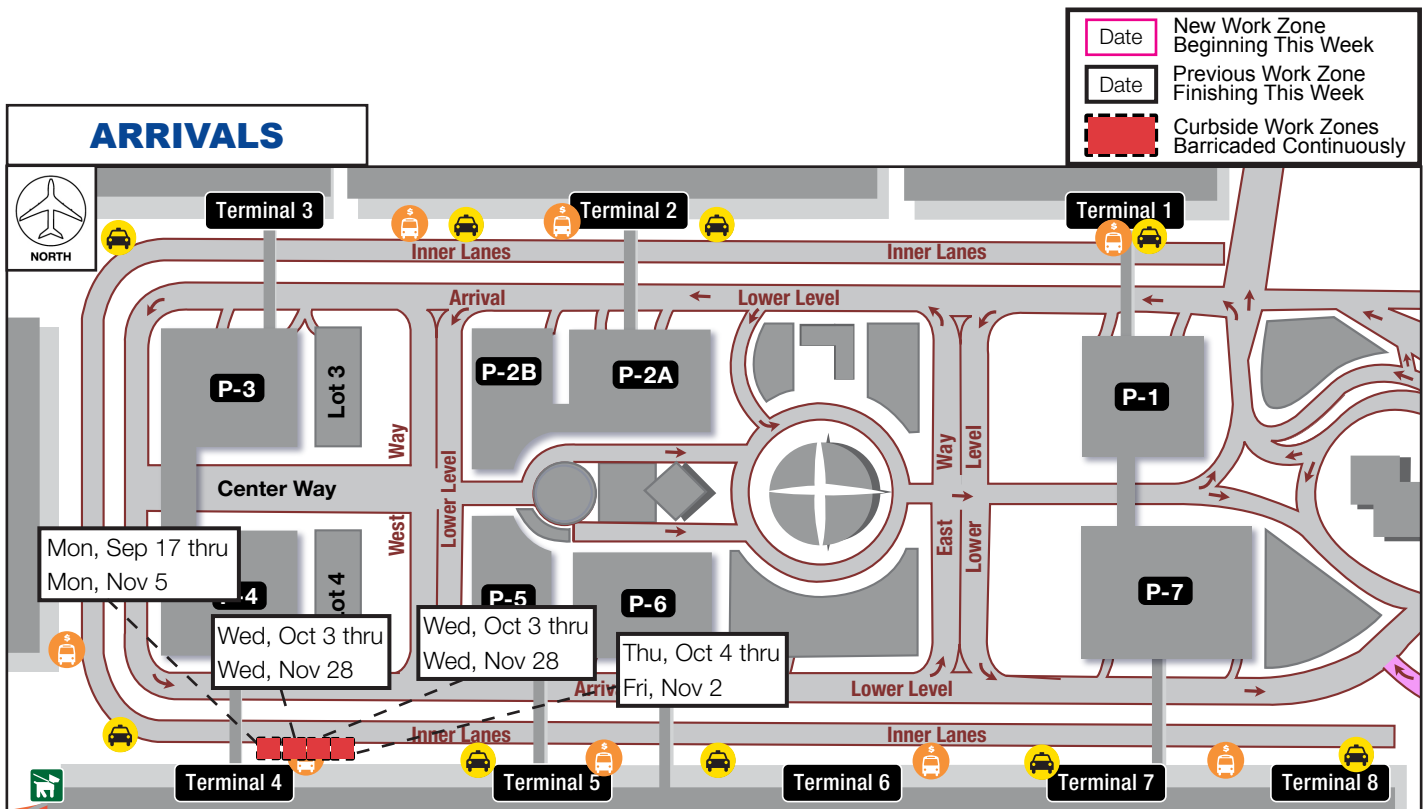 Date
New Work Zone
Beginning This Week
Date
Previous Work Zone
Finishing This Week
Curbside Work Zones
Barricaded Continuously
ARRIVALS
NORTH
Terminal 3
$
$
Terminal 2
Terminal 1
$
Inner Lanes
Inner Lanes
Arrival
Lower Level
P-3
Lot 3
P-2B
P-2A
P-1
West
Way
Lower Level
East
Way
Lower
Level
Center Way
Mon, Sep 17 thru
Mon, Nov 5
Lot 4
P-5
P-6
P-7
Wed, Oct 3 thru
Wed, Nov 28
Wed, Oct 3 thru
Wed, Nov 28
Thu, Oct 4 thru
Fri, Nov 2
$
Lower Level
Inner Lanes
Inner Lanes
Terminal 4
Terminal 5
$
Terminal 6
$
Terminal 7
$
Terminal 8